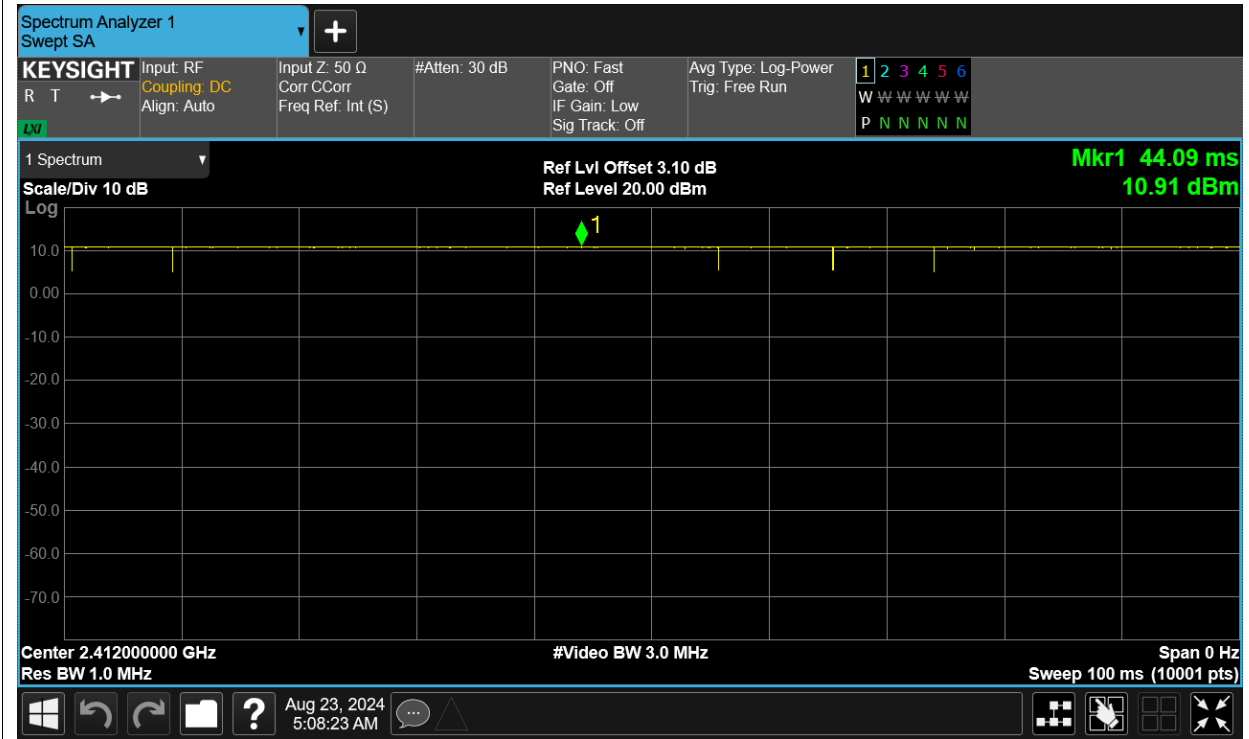 Spectrum Analyzer 1
Swept SA
KEYSIGHT
R T
LXI
Input: RF
Coupling: DC
Align: Auto
Input Z: 50 Ω
Corr CCorr
Freq Ref: Int (S)
#Atten: 30 dB
PNO: Fast
Gate: Off
IF Gain: Low
Sig Track: Off
Avg Type: Log-Power
Trig: Free Run
1 2 3 4 5 6
W W W W W W
P N N N N N
1 Spectrum
Scale/Div 10 dB
Ref Lvl Offset 3.10 dB
Ref Level 20.00 dBm
Mkr1 44.09 ms
10.91 dBm
Log
1
10.0
0.00
-10.0
-20.0
-30.0
-40.0
-50.0
-60.0
-70.0
Center 2.412000000 GHz
#Video BW 3.0 MHz
Span 0 Hz
Res BW 1.0 MHz
Sweep 100 ms (10001 pts)
?
Aug 23, 2024
5:08:23 AM